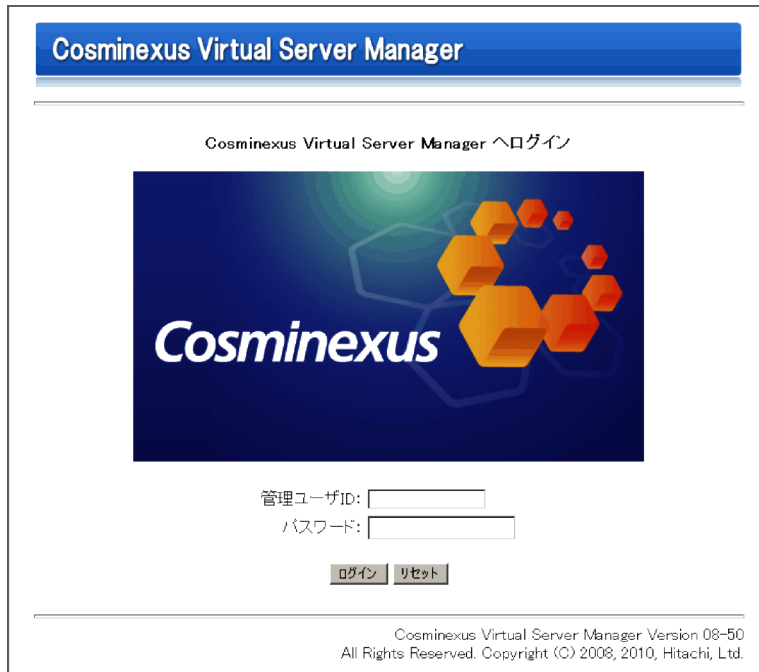 Cosminexus Virtual Server Manager
Cosminexus Virtual Server Manager へログイン
Cosminexus
管理ユーザID:
パスワード:
ログイン リセット
Cosminexus Virtual Server Manager Version 08-50
All Rights Reserved. Copyright (C) 2008, 2010, Hitachi, Ltd.